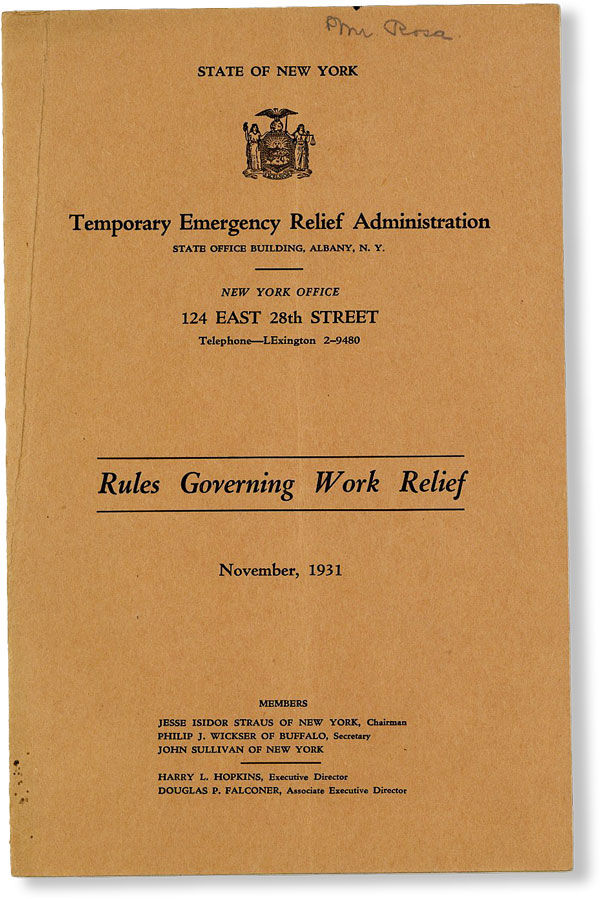 Mr Rosa.
STATE OF NEW YORK
Temporary Emergency Relief Administration
STATE OFFICE BUILDING, ALBANY, N. Y.
NEW YORK OFFICE
124 EAST 28th STREET
Telephone—LExington 2–9480
Rules Governing Work Relief
November, 1931
MEMBERS
JESSE ISIDOR STRAUS OF NEW YORK, Chairman
PHILIP J. WICKSER OF BUFFALO, Secretary
JOHN SULLIVAN OF NEW YORK
HARRY L. HOPKINS, Executive Director
DOUGLAS P. FALCONER, Associate Executive Director